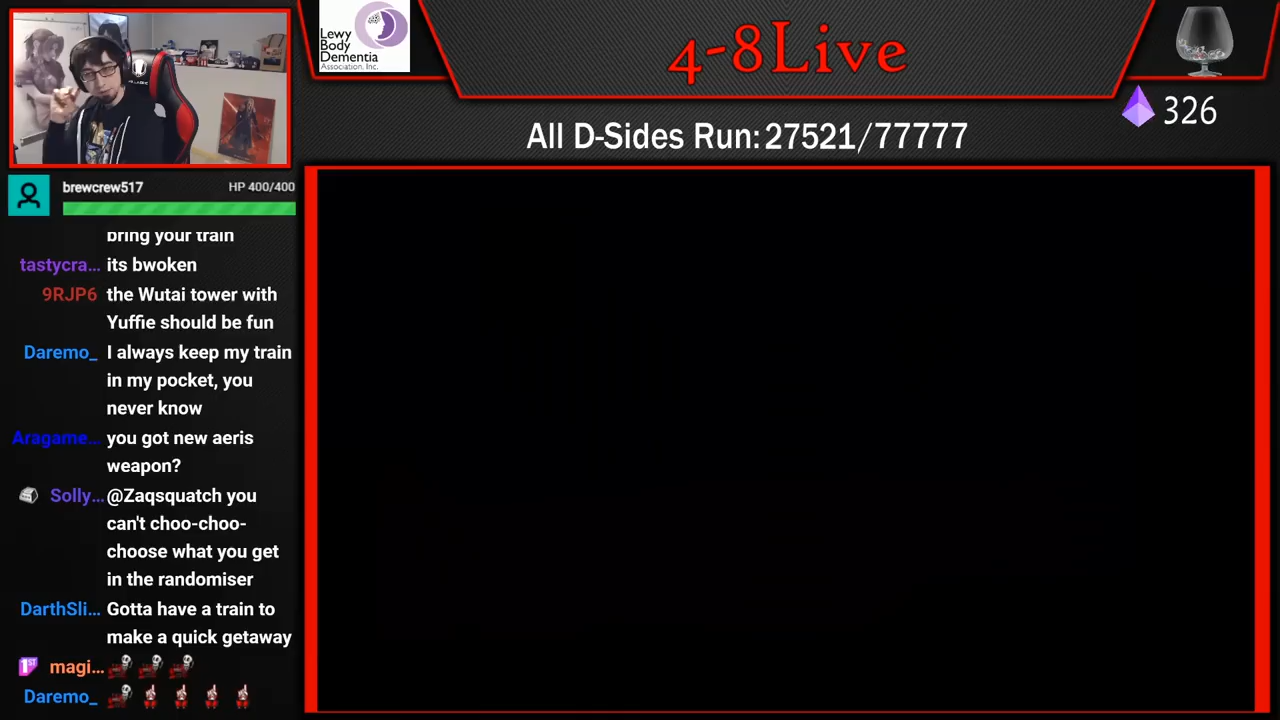 Lewy
Body
Dementia
Association, Inc.
4-8Live
326
All D-Sides Run:27521/77777
brewcrew517 HP 400/400
bring your train
tastycra... its bwoken
9RJP6 the Wutai tower with
Yuffie should be fun
Daremo_ I always keep my train
in my pocket, you
never know
Aragame... you got new aeris
weapon?
Solly... @Zaqsquatch you
can't choo-choo-
choose what you get
in the randomiser
DarthSli... Gotta have a train to
make a quick getaway
1ST magi...
Daremo_